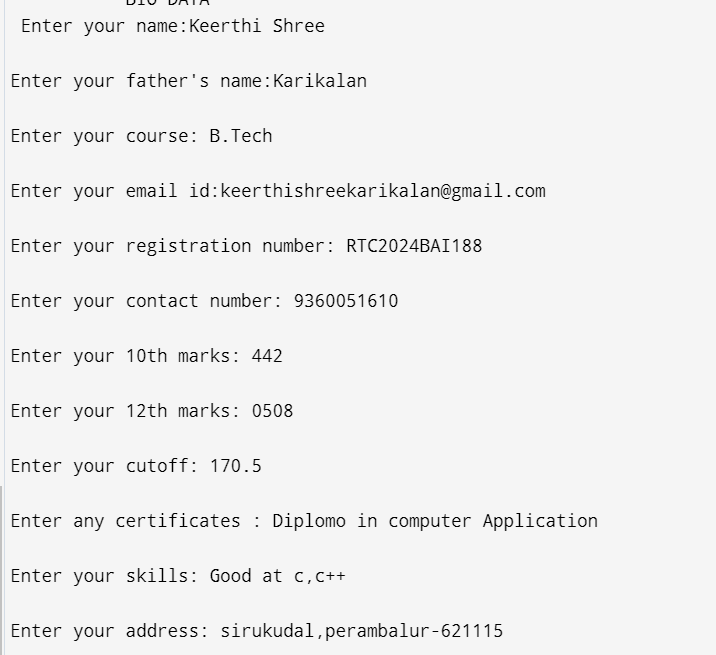 BIO DATA
Enter your name:Keerthi Shree
Enter your father's name:Karikalan
Enter your course: B.Tech
Enter your email id:keerthishreekarikalan@gmail.com
Enter your registration number: RTC2024BAI188
Enter your contact number: 9360051610
Enter your 10th marks: 442
Enter your 12th marks: 0508
Enter your cutoff: 170.5
Enter any certificates : Diplomo in computer Application
Enter your skills: Good at c,c++
Enter your address: sirukudal,perambalur-621115